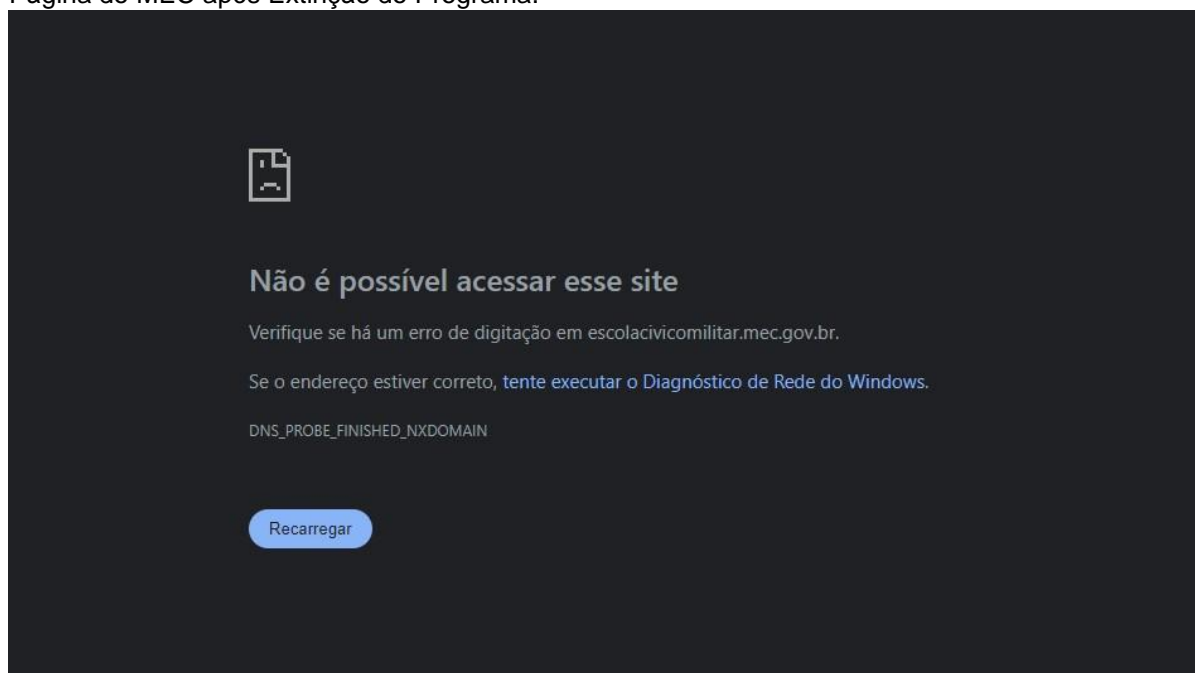 Página do MEC após Extinção do Programa:
Não é possível acessar esse site
Verifique se há um erro de digitação em escolacivicomilitar.mec.gov.br.
Se o endereço estiver correto, tente executar o Diagnóstico de Rede do Windows.
DNS_PROBE_FINISHED_NXDOMAIN
Recarregar